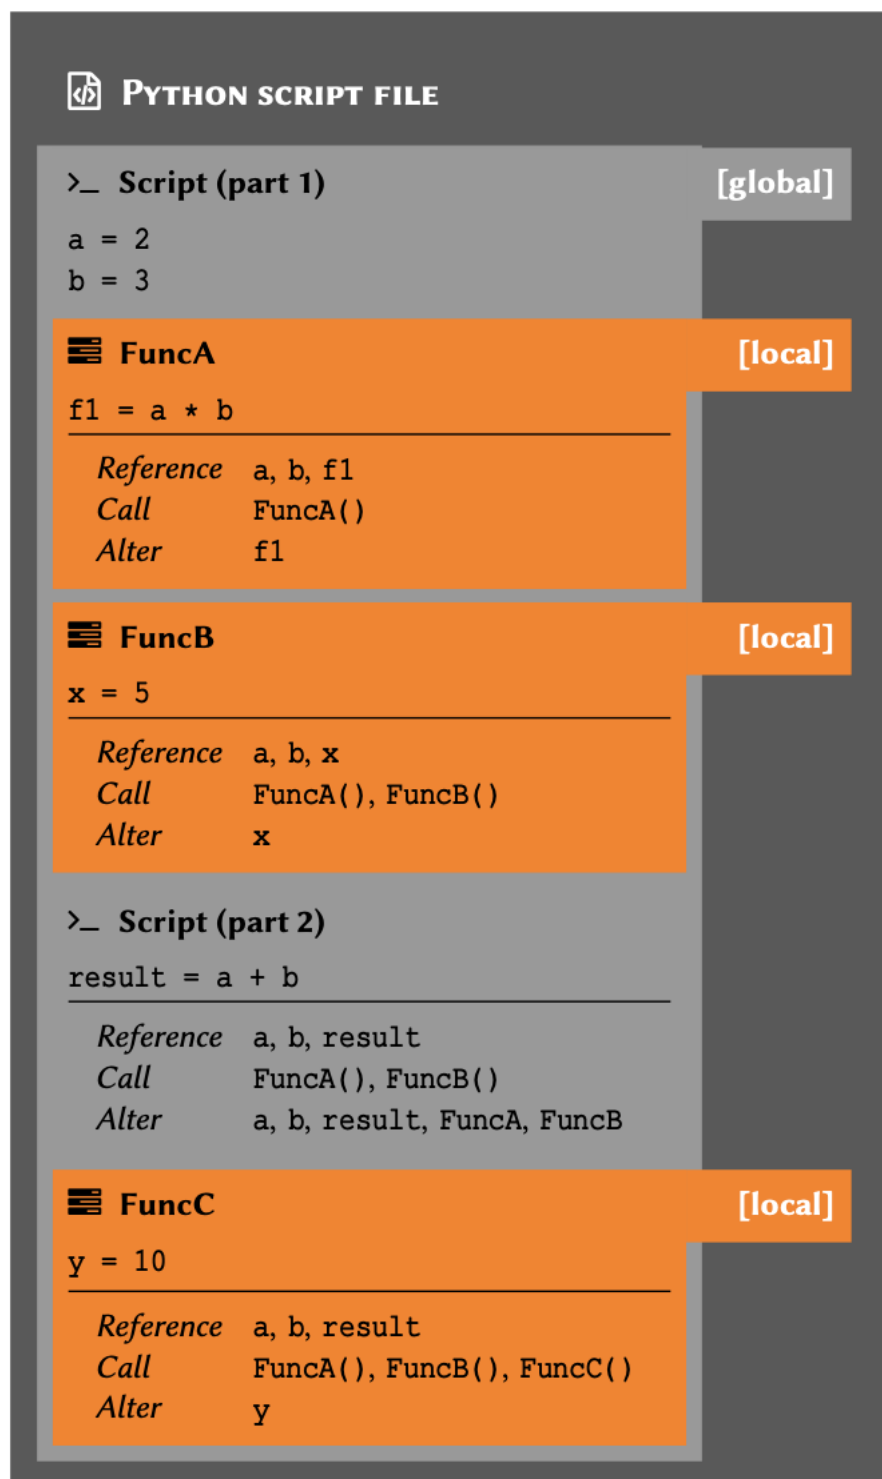 PYTHON SCRIPT FILE
>_ Script (part 1) [global]
a = 2
b = 3
FuncA [local]
f1 = a * b
Reference a, b, f1
Call FuncA()
Alter f1
FuncB [local]
x = 5
Reference a, b, x
Call FuncA(), FuncB()
Alter x
>_ Script (part 2)
result = a + b
Reference a, b, result
Call FuncA(), FuncB()
Alter a, b, result, FuncA, FuncB
FuncC [local]
y = 10
Reference a, b, result
Call FuncA(), FuncB(), FuncC()
Alter y